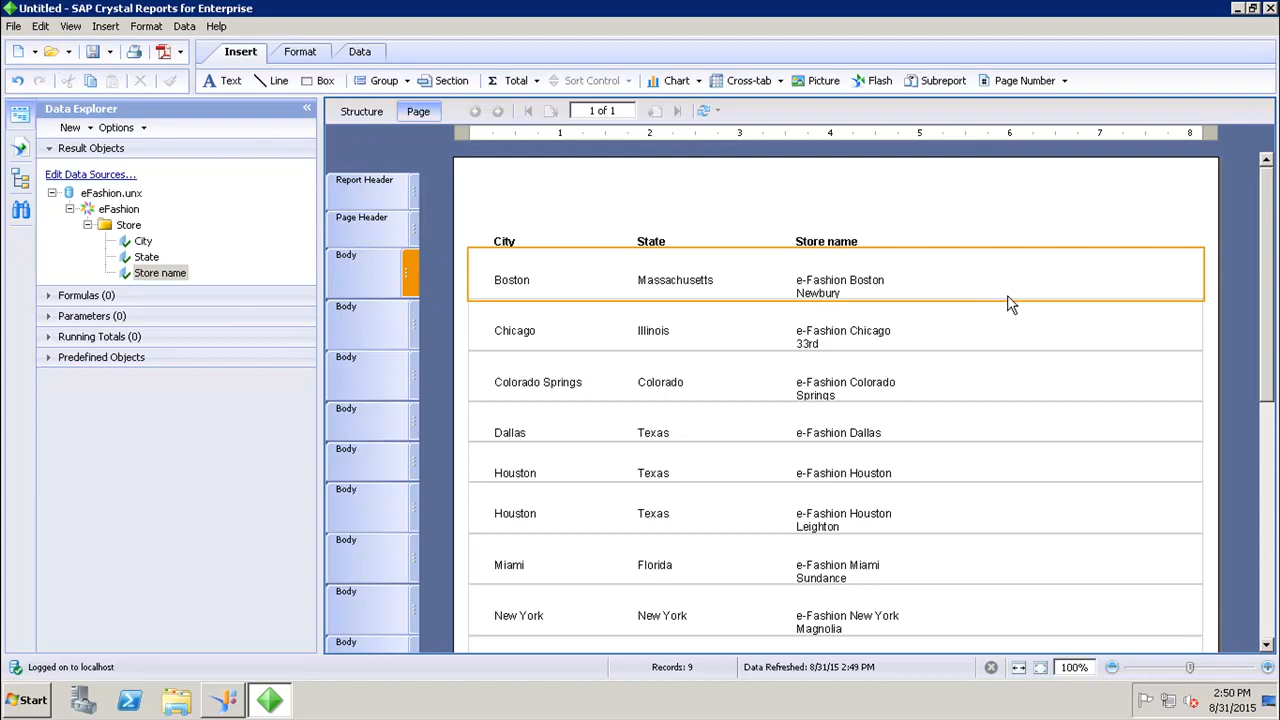 Untitled - SAP Crystal Reports for Enterprise
File Edit View Insert Format Data Help
Insert Format Data
Text Line Box Group Section Total Sort Control Chart Cross-tab Picture Flash Subreport Page Number
Data Explorer
New Options
Result Objects
Edit Data Sources...
eFashion.unx
eFashion
Store
City
State
Store name
Formulas (0)
Parameters (0)
Running Totals (0)
Predefined Objects
Structure Page 1 of 1
1 2 3 4 5 6 7 8
Report Header
Page Header
City State Store name
Body
Boston Massachusetts e-Fashion Boston
Newbury
Body
Chicago Illinois e-Fashion Chicago
33rd
Body
Colorado Springs Colorado e-Fashion Colorado
Springs
Body
Dallas Texas e-Fashion Dallas
Body
Houston Texas e-Fashion Houston
Body
Houston Texas e-Fashion Houston
Leighton
Body
Miami Florida e-Fashion Miami
Sundance
Body
New York New York e-Fashion New York
Magnolia
Body
Logged on to localhost Records: 9 Data Refreshed: 8/31/15 2:49 PM 100%
Start 2:50 PM
8/31/2015